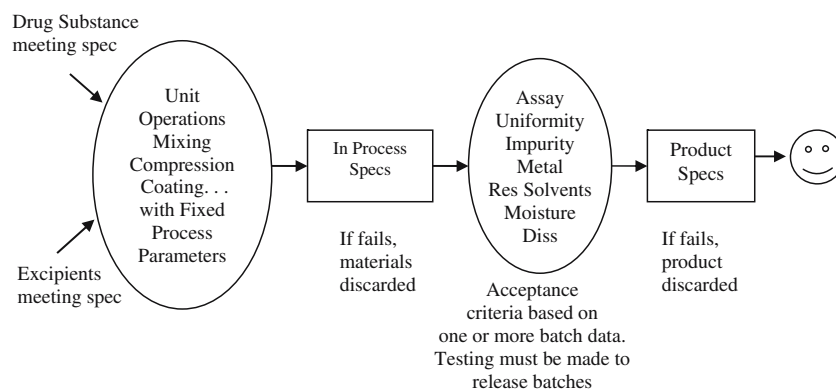 Drug Substance
meeting spec
Excipients
meeting spec
Unit
Operations
Mixing
Compression
Coating. . .
with Fixed
Process
Parameters
In Process
Specs
If fails,
materials
discarded
Assay
Uniformity
Impurity
Metal
Res Solvents
Moisture
Diss
Acceptance
criteria based on
one or more batch data.
Testing must be made to
release batches
Product
Specs
If fails,
product
discarded